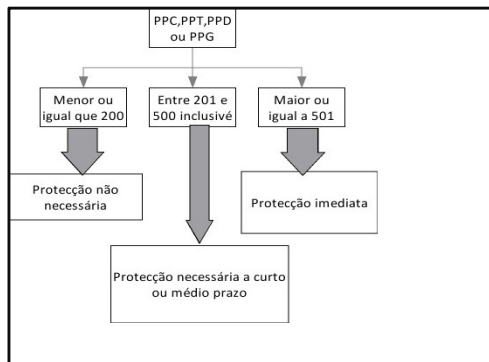 PPC,PPT,PPD
ou PPG
Menor ou
igual que 200
Entre 201 e
500 inclusivé
Maior ou
igual a 501
Protecção não
necessária
Protecção imediata
Protecção necessária a curto
ou médio prazo